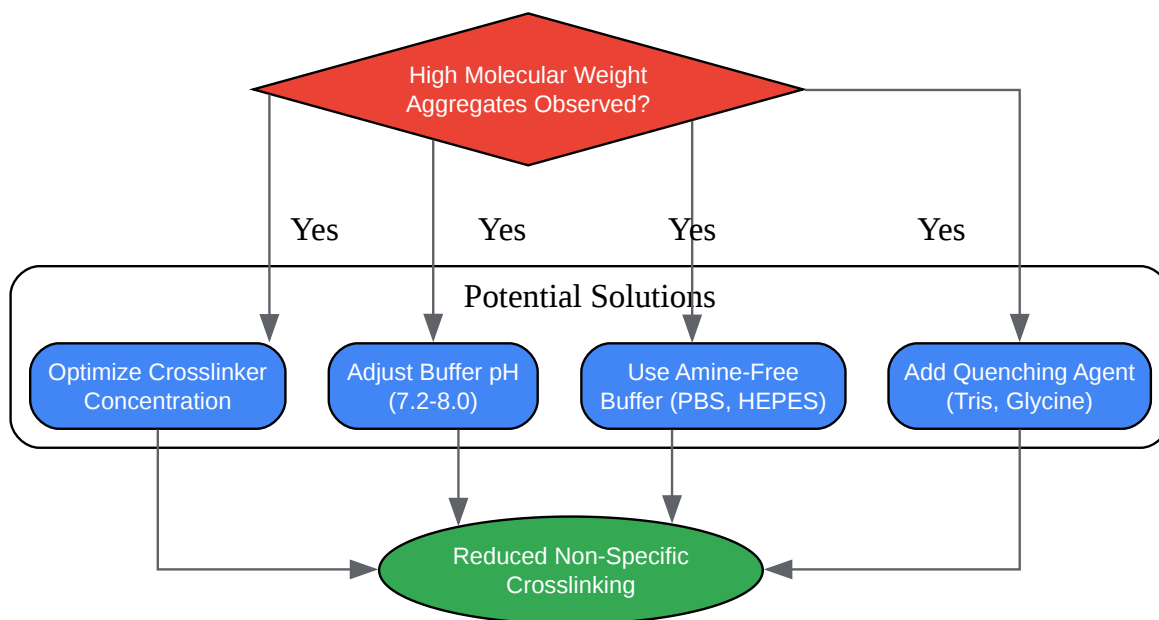 High Molecular Weight
Aggregates Observed?
Yes
Yes
Yes
Yes
Potential Solutions
Optimize Crosslinker
Concentration
Adjust Buffer pH
(7.2-8.0)
Use Amine-Free
Buffer (PBS, HEPES)
Add Quenching Agent
(Tris, Glycine)
Reduced Non-Specific
Crosslinking